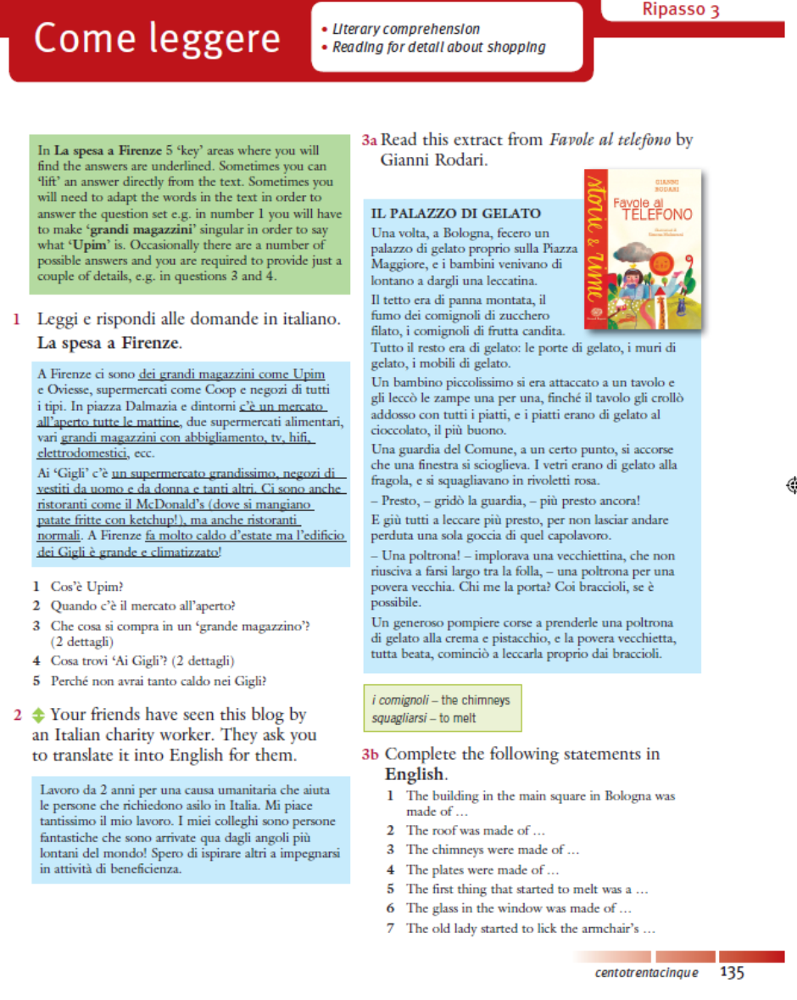 Ripasso 3
Come leggere
• Literary comprehension
• Reading for detail about shopping
In La spesa a Firenze 5 ‘key’ areas where you will
find the answers are underlined. Sometimes you can
‘lift’ an answer directly from the text. Sometimes you
will need to adapt the words in the text in order to
answer the question set e.g. in number 1 you will have
to make ‘grandi magazzini’ singular in order to say
what ‘Upim’ is. Occasionally there are a number of
possible answers and you are required to provide just a
couple of details, e.g. in questions 3 and 4.
1 Leggi e rispondi alle domande in italiano.
La spesa a Firenze.
A Firenze ci sono dei grandi magazzini come Upim
e Oviesse, supermercati come Coop e negozi di tutti
i tipi. In piazza Dalmazia e dintorni c’è un mercato
all’aperto tutte le mattine, due supermercati alimentari,
vari grandi magazzini con abbigliamento, tv, hifi,
elettrodomestici, ecc.
Ai ‘Gigli’ c’è un supermercato grandissimo, negozi di
vestiti da uomo e da donna e tanti altri. Ci sono anche
ristoranti come il McDonald’s (dove si mangiano
patate fritte con ketchup!), ma anche ristoranti
normali. A Firenze fa molto caldo d’estate ma l’edificio
dei Gigli è grande e climatizzato!
1 Cos’è Upim?
2 Quando c’è il mercato all’aperto?
3 Che cosa si compra in un ‘grande magazzino’?
(2 dettagli)
4 Cosa trovi ‘Ai Gigli’? (2 dettagli)
5 Perché non avrai tanto caldo nei Gigli?
2 Your friends have seen this blog by
an Italian charity worker. They ask you
to translate it into English for them.
Lavoro da 2 anni per una causa umanitaria che aiuta
le persone che richiedono asilo in Italia. Mi piace
tantissimo il mio lavoro. I miei colleghi sono persone
fantastiche che sono arrivate qua dagli angoli più
lontani del mondo! Spero di ispirare altri a impegnarsi
in attività di beneficienza.
3a Read this extract from Favole al telefono by
Gianni Rodari.
storie & rime
GIANNI
RODARI
Favole al
TELEFONO
IL PALAZZO DI GELATO
Una volta, a Bologna, fecero un
palazzo di gelato proprio sulla Piazza
Maggiore, e i bambini venivano di
lontano a dargli una leccatina.
Il tetto era di panna montata, il
fumo dei comignoli di zucchero
filato, i comignoli di frutta candita.
Tutto il resto era di gelato: le porte di gelato, i muri di
gelato, i mobili di gelato.
Un bambino piccolissimo si era attaccato a un tavolo e
gli leccò le zampe una per una, finché il tavolo gli crollò
addosso con tutti i piatti, e i piatti erano di gelato al
cioccolato, il più buono.
Una guardia del Comune, a un certo punto, si accorse
che una finestra si scioglieva. I vetri erano di gelato alla
fragola, e si squagliavano in rivoletti rosa.
– Presto, – gridò la guardia, – più presto ancora!
E giù tutti a leccare più presto, per non lasciar andare
perduta una sola goccia di quel capolavoro.
– Una poltrona! – implorava una vecchiettina, che non
riusciva a farsi largo tra la folla, – una poltrona per una
povera vecchia. Chi me la porta? Coi braccioli, se è
possibile.
Un generoso pompiere corse a prenderle una poltrona
di gelato alla crema e pistacchio, e la povera vecchietta,
tutta beata, cominciò a leccarla proprio dai braccioli.
i comignoli – the chimneys
squagliarsi – to melt
3b Complete the following statements in
English.
1 The building in the main square in Bologna was
made of …
2 The roof was made of …
3 The chimneys were made of …
4 The plates were made of …
5 The first thing that started to melt was a …
6 The glass in the window was made of …
7 The old lady started to lick the armchair’s …
centotrentacinque 135